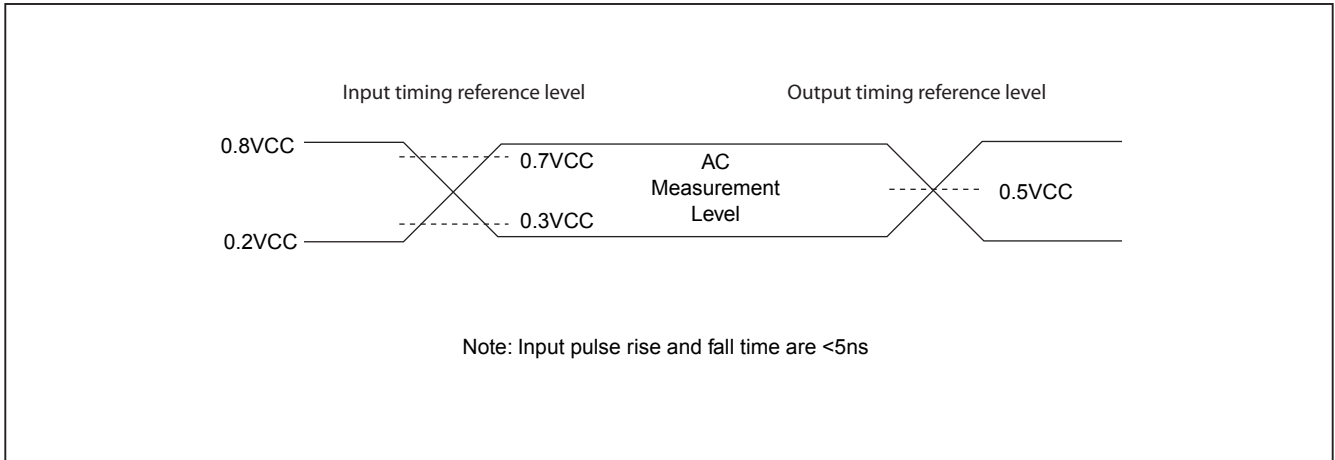 Input timing reference level
Output timing reference level
0.8VCC
0.7VCC
AC
Measurement
Level
0.5VCC
0.3VCC
0.2VCC
Note: Input pulse rise and fall time are <5ns